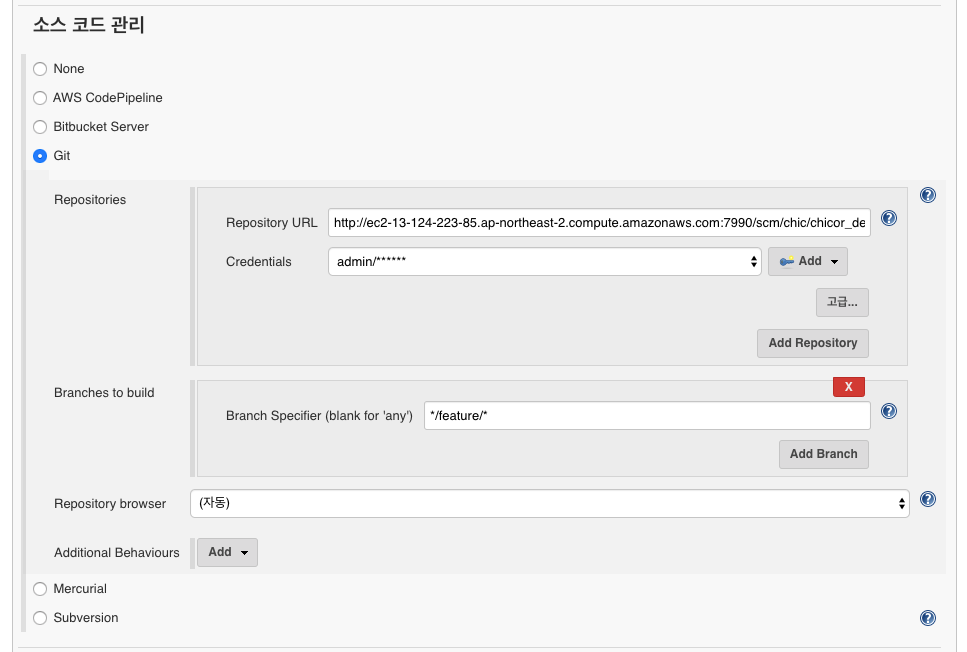 소스 코드 관리
None
AWS CodePipeline
Bitbucket Server
Git
Repositories
Repository URL http://ec2-13-124-223-85.ap-northeast-2.compute.amazonaws.com:7990/scm/chic/chicor_de
Credentials admin/****** Add
고급...
Add Repository
Branches to build
X
Branch Specifier (blank for 'any') */feature/*
Add Branch
Repository browser (자동)
Additional Behaviours Add
Mercurial
Subversion